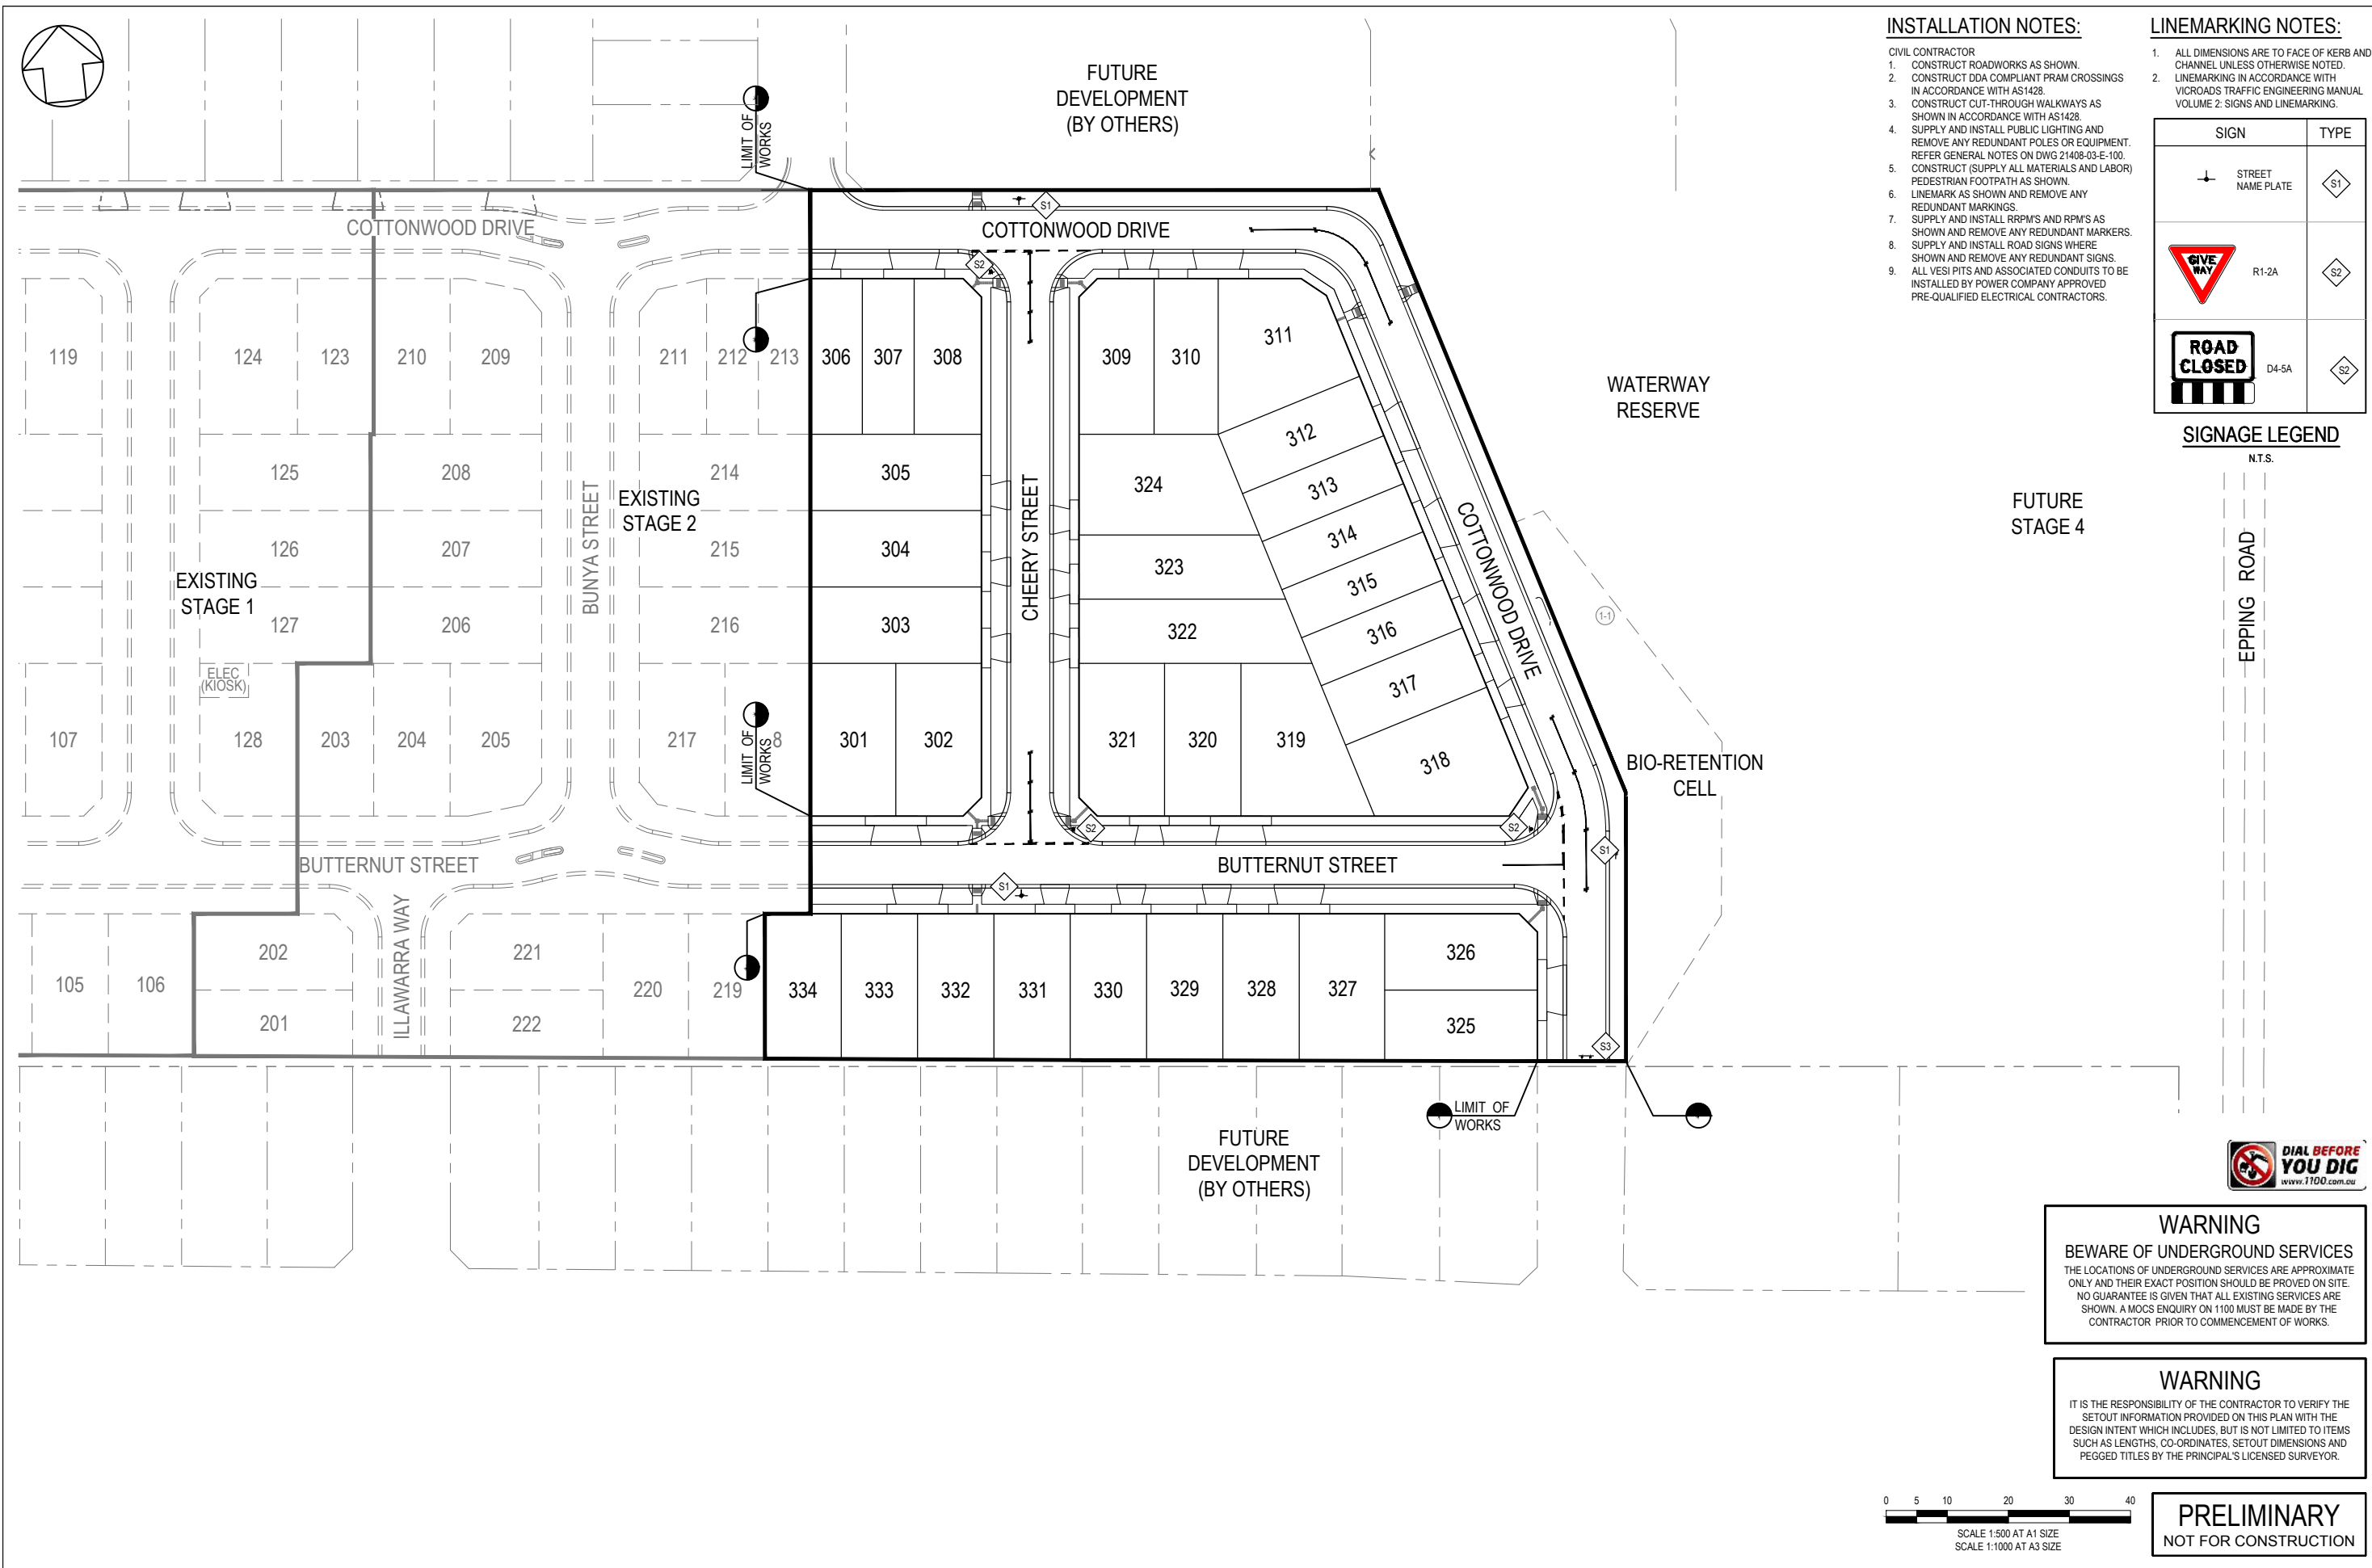 INSTALLATION NOTES:
CIVIL CONTRACTOR
1. CONSTRUCT ROADWORKS AS SHOWN.
2. CONSTRUCT DDA COMPLIANT PRAM CROSSINGS
IN ACCORDANCE WITH AS1428.
3. CONSTRUCT CUT-THROUGH WALKWAYS AS
SHOWN IN ACCORDANCE WITH AS1428.
4. SUPPLY AND INSTALL PUBLIC LIGHTING AND
REMOVE ANY REDUNDANT POLES OR EQUIPMENT.
REFER GENERAL NOTES ON DWG 21408-03-E-100.
5. CONSTRUCT (SUPPLY ALL MATERIALS AND LABOR)
PEDESTRIAN FOOTPATH AS SHOWN.
6. LINEMARK AS SHOWN AND REMOVE ANY
REDUNDANT MARKINGS.
7. SUPPLY AND INSTALL RRPM'S AND RPM'S AS
SHOWN AND REMOVE ANY REDUNDANT MARKERS.
8. SUPPLY AND INSTALL ROAD SIGNS WHERE
SHOWN AND REMOVE ANY REDUNDANT SIGNS.
9. ALL VESI PITS AND ASSOCIATED CONDUITS TO BE
INSTALLED BY POWER COMPANY APPROVED
PRE-QUALIFIED ELECTRICAL CONTRACTORS.
LINEMARKING NOTES:
1. ALL DIMENSIONS ARE TO FACE OF KERB AND
CHANNEL UNLESS OTHERWISE NOTED.
2. LINEMARKING IN ACCORDANCE WITH
VICROADS TRAFFIC ENGINEERING MANUAL
VOLUME 2: SIGNS AND LINEMARKING.
SIGN TYPE
STREET
NAME PLATE
S1
GIVE
WAY
R1-2A
S2
ROAD
CLOSED
D4-5A
S2
SIGNAGE LEGEND
N.T.S.
FUTURE
DEVELOPMENT
(BY OTHERS)
LIMIT OF
WORKS
COTTONWOOD DRIVE
COTTONWOOD DRIVE
S1
S2
119
124
123
210
209
211
212
213
306
307
308
309
310
311
WATERWAY
RESERVE
312
125
208
214
305
324
313
EXISTING
STAGE 2
FUTURE
STAGE 4
BUNYA STREET
CHEERY STREET
COTTONWOOD DRIVE
EPPING ROAD
126
207
215
304
323
314
315
EXISTING
STAGE 1
1-1
127
206
216
303
322
316
ELEC
(KIOSK)
317
107
128
203
204
205
217
8
LIMIT OF
WORKS
301
302
321
320
319
318
BIO-RETENTION
CELL
S2
S2
S1
BUTTERNUT STREET
BUTTERNUT STREET
S1
ILLAWARRA WAY
105
106
202
201
221
222
220
219
334
333
332
331
330
329
328
327
326
325
S3
LIMIT OF
WORKS
FUTURE
DEVELOPMENT
(BY OTHERS)
DIAL BEFORE
YOU DIG
www.1100.com.au
WARNING
BEWARE OF UNDERGROUND SERVICES
THE LOCATIONS OF UNDERGROUND SERVICES ARE APPROXIMATE
ONLY AND THEIR EXACT POSITION SHOULD BE PROVED ON SITE.
NO GUARANTEE IS GIVEN THAT ALL EXISTING SERVICES ARE
SHOWN. A MOCS ENQUIRY ON 1100 MUST BE MADE BY THE
CONTRACTOR PRIOR TO COMMENCEMENT OF WORKS.
WARNING
IT IS THE RESPONSIBILITY OF THE CONTRACTOR TO VERIFY THE
SETOUT INFORMATION PROVIDED ON THIS PLAN WITH THE
DESIGN INTENT WHICH INCLUDES, BUT IS NOT LIMITED TO ITEMS
SUCH AS LENGTHS, CO-ORDINATES, SETOUT DIMENSIONS AND
PEGGED TITLES BY THE PRINCIPAL'S LICENSED SURVEYOR.
0 5 10 20 30 40
SCALE 1:500 AT A1 SIZE
SCALE 1:1000 AT A3 SIZE
PRELIMINARY
NOT FOR CONSTRUCTION